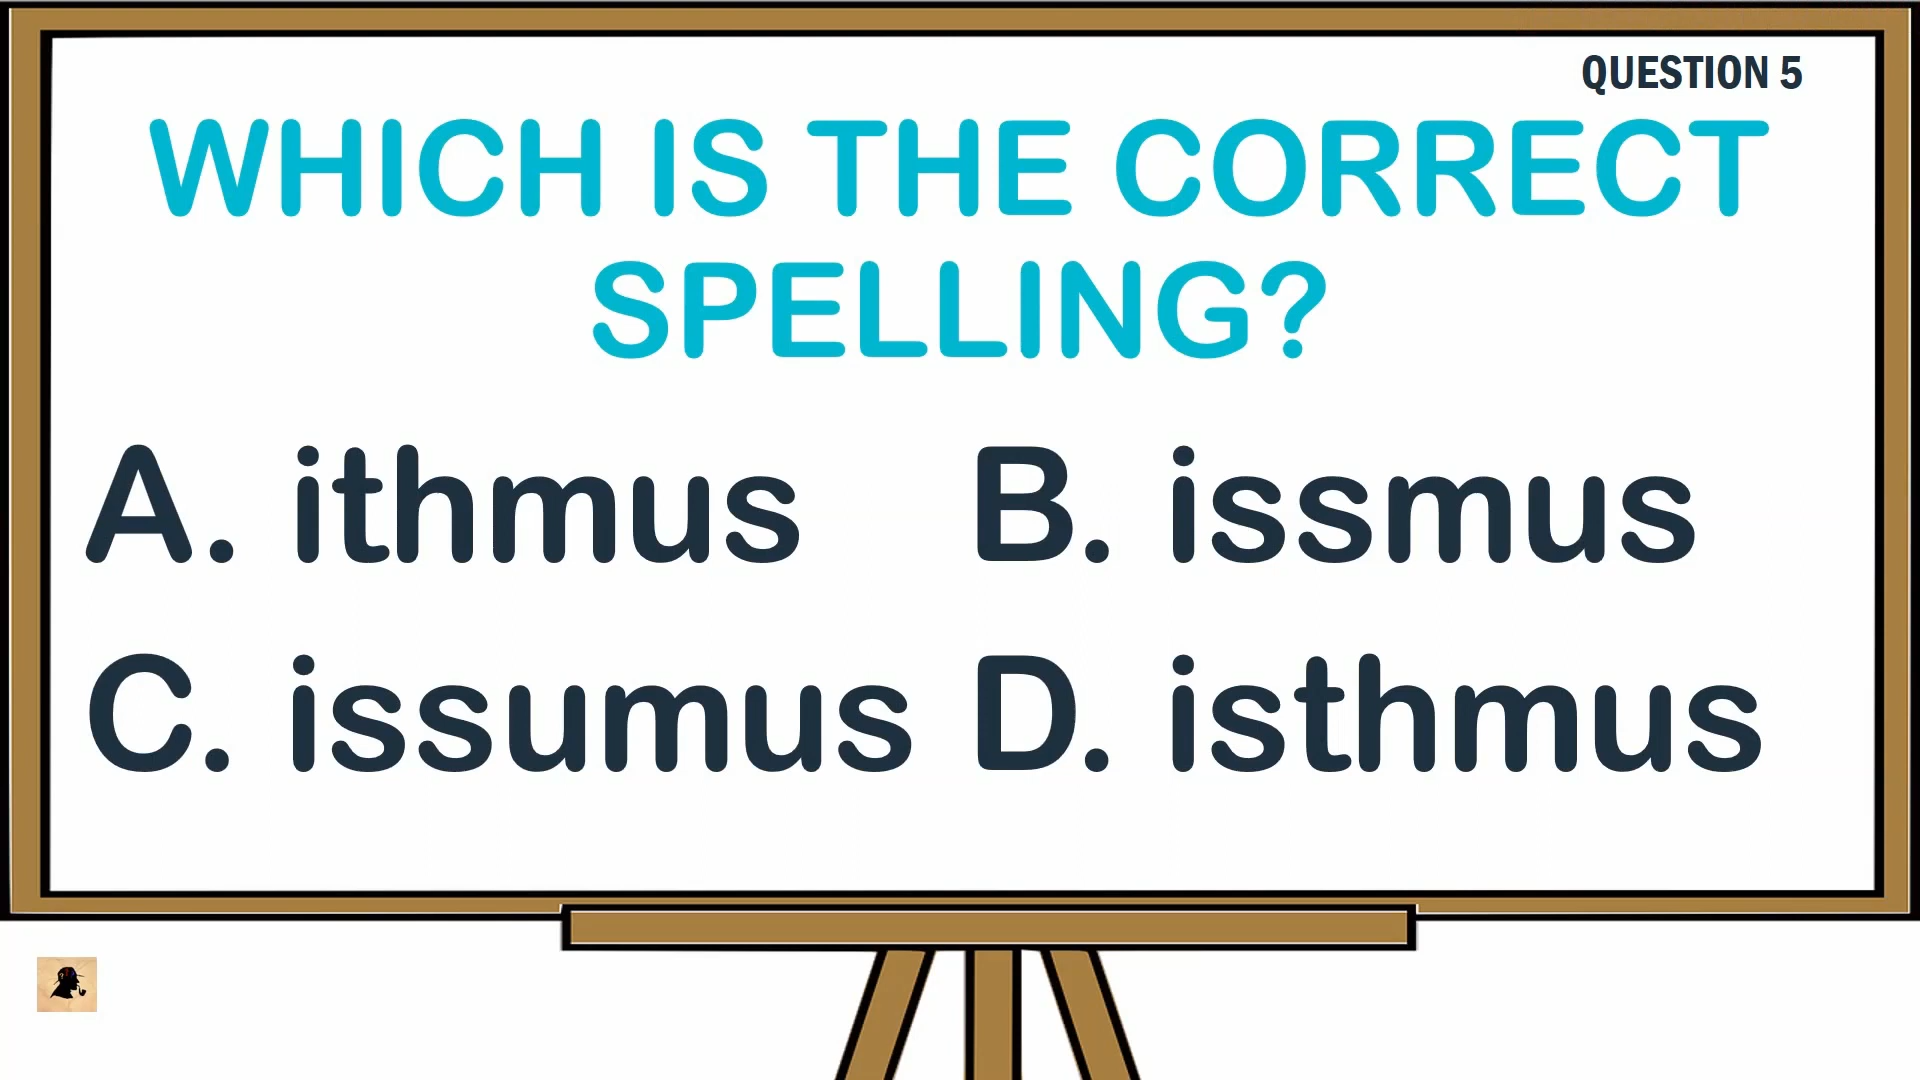 QUESTION 5
WHICH IS THE CORRECT
SPELLING?
A. ithmus B. issmus
C. issumus D. isthmus